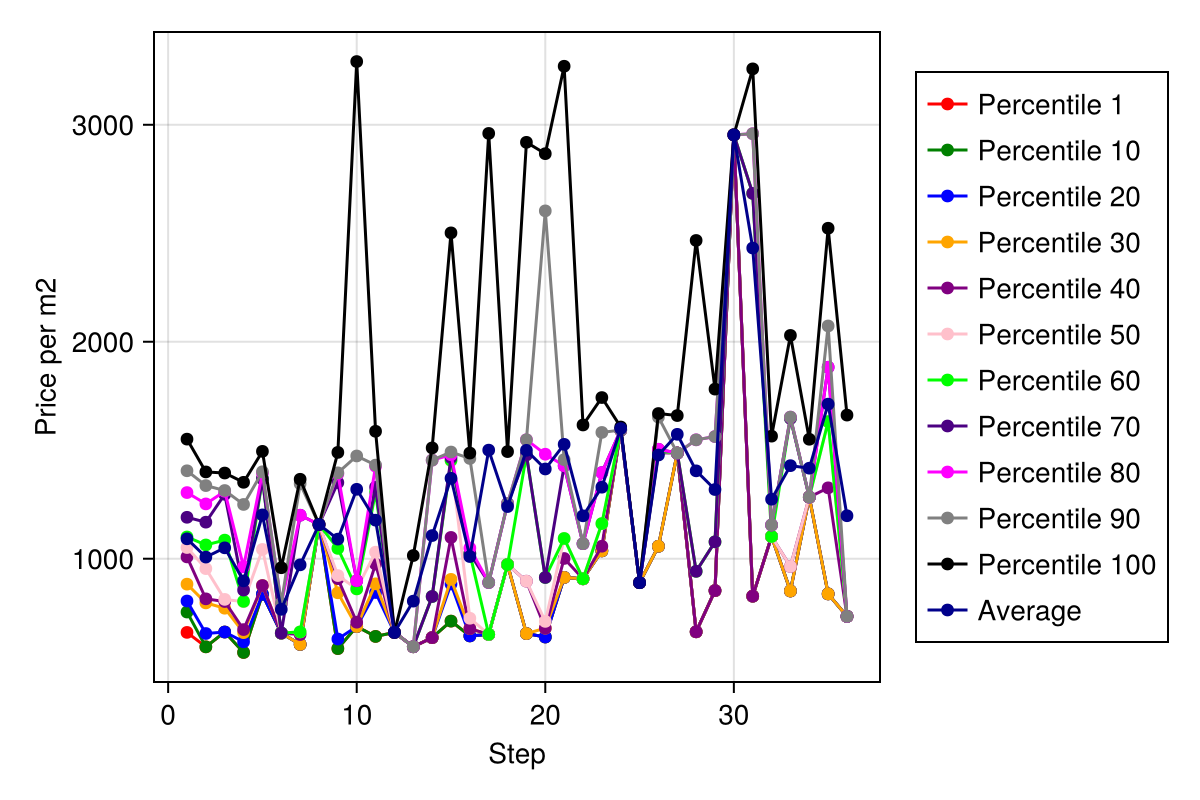 3000
2000
1000
Price per m2
0
10
20
30
Step
Percentile 1
Percentile 10
Percentile 20
Percentile 30
Percentile 40
Percentile 50
Percentile 60
Percentile 70
Percentile 80
Percentile 90
Percentile 100
Average